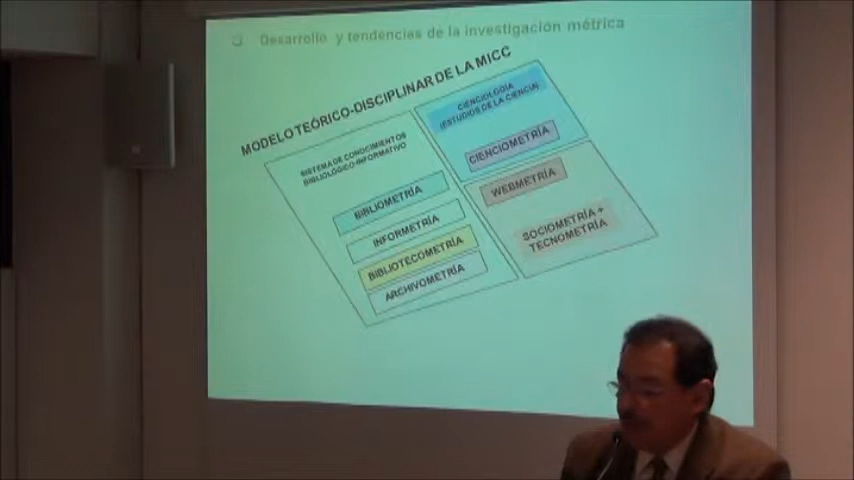 Desarrollo y tendencias de la investigación métrica
MODELO TEÓRICO-DISCIPLINAR DE LA MICC
SISTEMA DE CONOCIMIENTOS
BIBLIOLÓGICO-INFORMATIVO
BIBLIOMETRÍA
INFORMETRÍA
BIBLIOTECOMETRÍA
ARCHIVOMETRÍA
CIENCIOLOGÍA
(ESTUDIOS DE LA CIENCIA)
CIENCIOMETRÍA
WEBMETRÍA
SOCIOMETRÍA +
TECNOMETRÍA